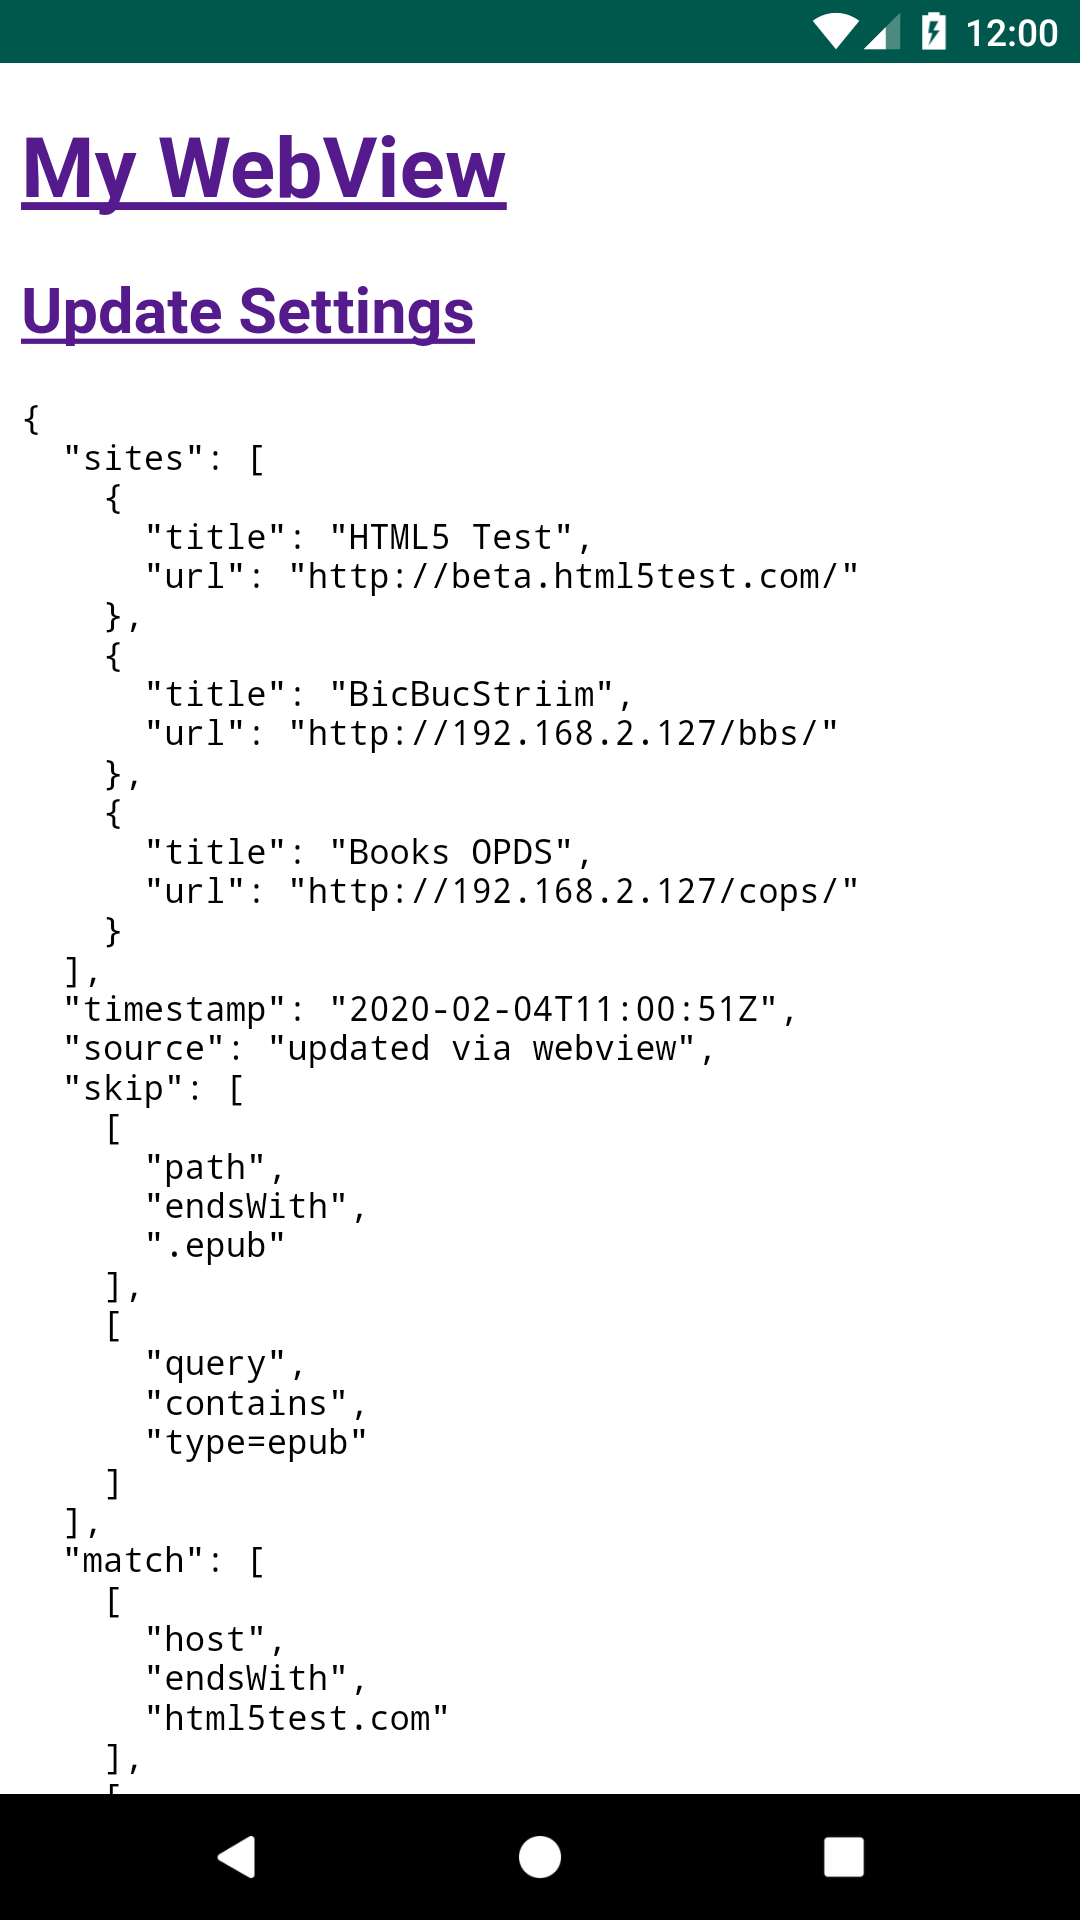 12:00
My WebView
Update Settings
{
  "sites": [
    {
      "title": "HTML5 Test",
      "url": "http://beta.html5test.com/"
    },
    {
      "title": "BicBucStriim",
      "url": "http://192.168.2.127/bbs/"
    },
    {
      "title": "Books OPDS",
      "url": "http://192.168.2.127/cops/"
    }
  ],
  "timestamp": "2020-02-04T11:00:51Z",
  "source": "updated via webview",
  "skip": [
    [
      "path",
      "endsWith",
      ".epub"
    ],
    [
      "query",
      "contains",
      "type=epub"
    ]
  ],
  "match": [
    [
      "host",
      "endsWith",
      "html5test.com"
    ],
    [